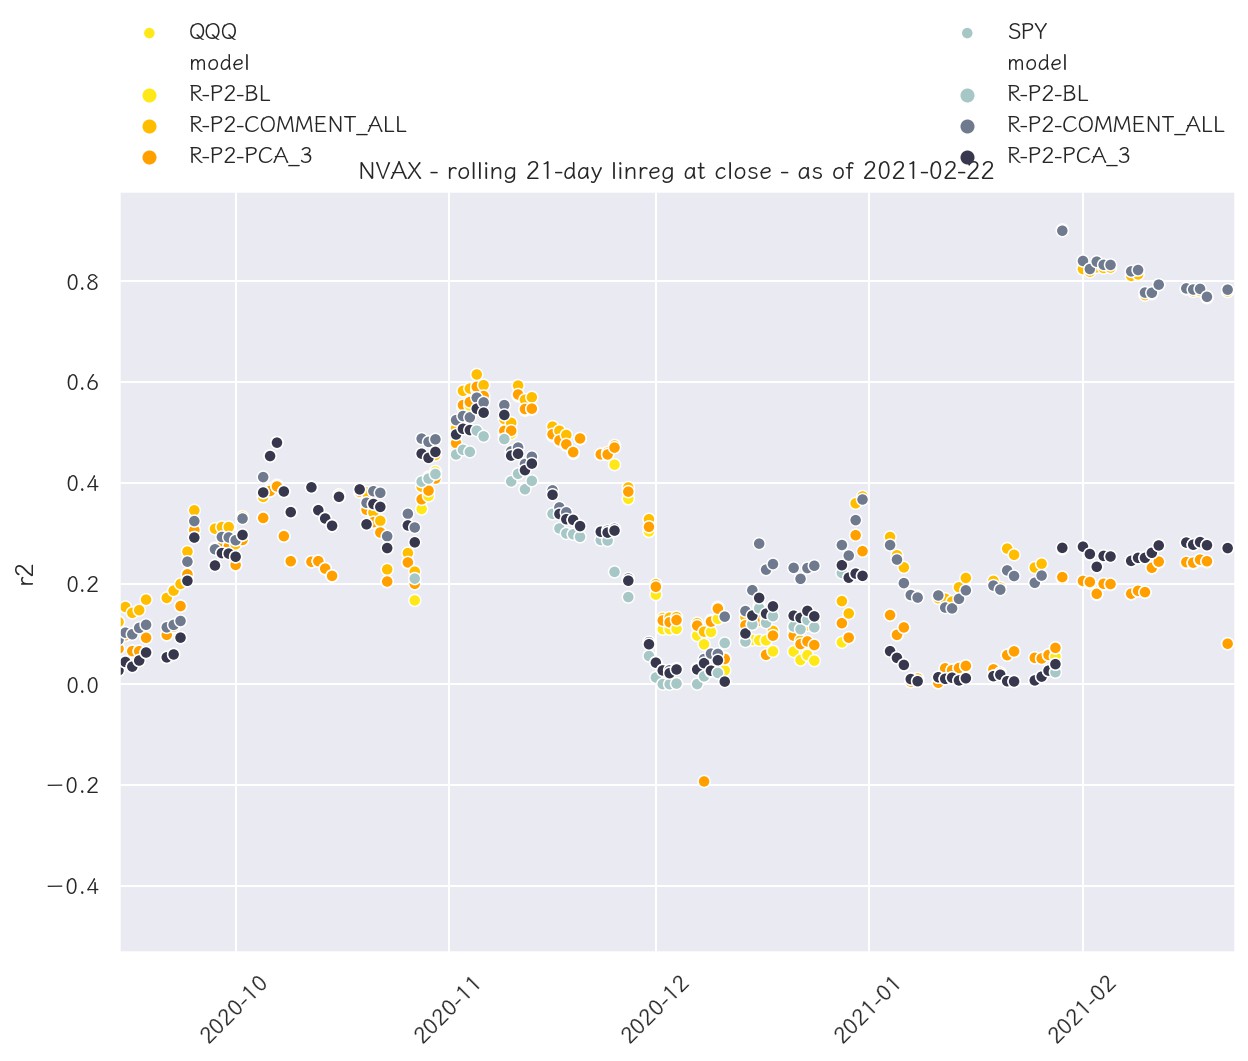 QQQ
model
R-P2-BL
R-P2-COMMENT_ALL
R-P2-PCA_3
SPY
model
R-P2-BL
R-P2-COMMENT_ALL
R-P2-PCA_3
NVAX - rolling 21-day linreg at close - as of 2021-02-22
r2
0.8
0.6
0.4
0.2
0.0
−0.2
−0.4
2020-10
2020-11
2020-12
2021-01
2021-02